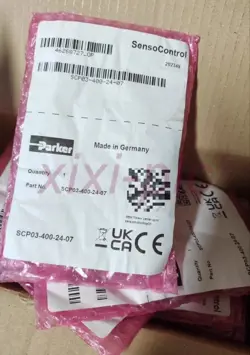 SensoControl
SCP03-400-24-07
Parker
Made in Germany
Quantity
1
Part No.
SCP03-400-24-07
xixi
SCP03-400-24-07
UK
CA
CE